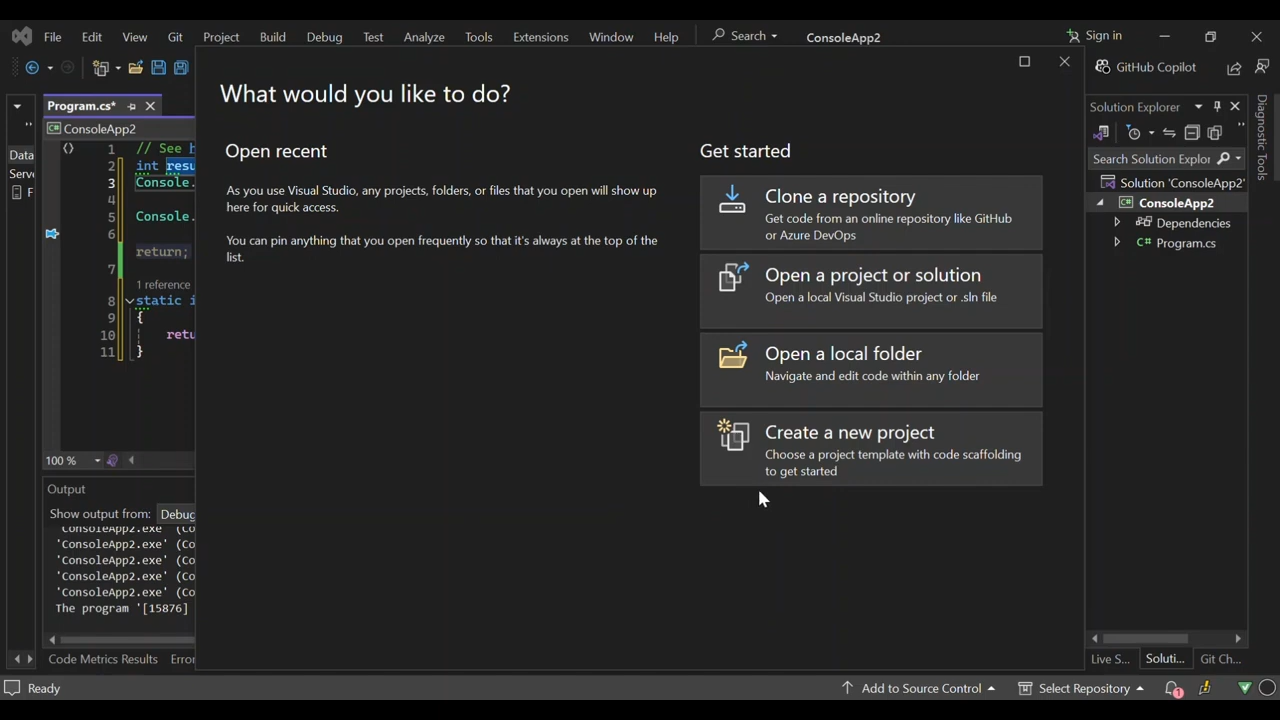 File Edit View Git Project Build Debug Test Analyze Tools Extensions Window Help Search ConsoleApp2 Sign in
GitHub Copilot
Program.cs*
ConsoleApp2
Data
Serve
1 // See h
2 int resu
3 Console.
4
5 Console.
6
return;
7
1 reference
8 static i
9 {
10 retu
11 }
100 %
Output
Show output from: Debug
'ConsoleApp2.exe' (Co
'ConsoleApp2.exe' (Co
'ConsoleApp2.exe' (Co
'ConsoleApp2.exe' (Co
'ConsoleApp2.exe' (Co
The program '[15876]
Code Metrics Results Error
What would you like to do?
Open recent
As you use Visual Studio, any projects, folders, or files that you open will show up
here for quick access.
You can pin anything that you open frequently so that it's always at the top of the
list.
Get started
Clone a repository
Get code from an online repository like GitHub
or Azure DevOps
Open a project or solution
Open a local Visual Studio project or .sln file
Open a local folder
Navigate and edit code within any folder
Create a new project
Choose a project template with code scaffolding
to get started
Solution Explorer
Search Solution Explor
Solution 'ConsoleApp2'
C# ConsoleApp2
Dependencies
C# Program.cs
Diagnostic Tools
Live S... Soluti... Git Ch...
Ready Add to Source Control Select Repository 1